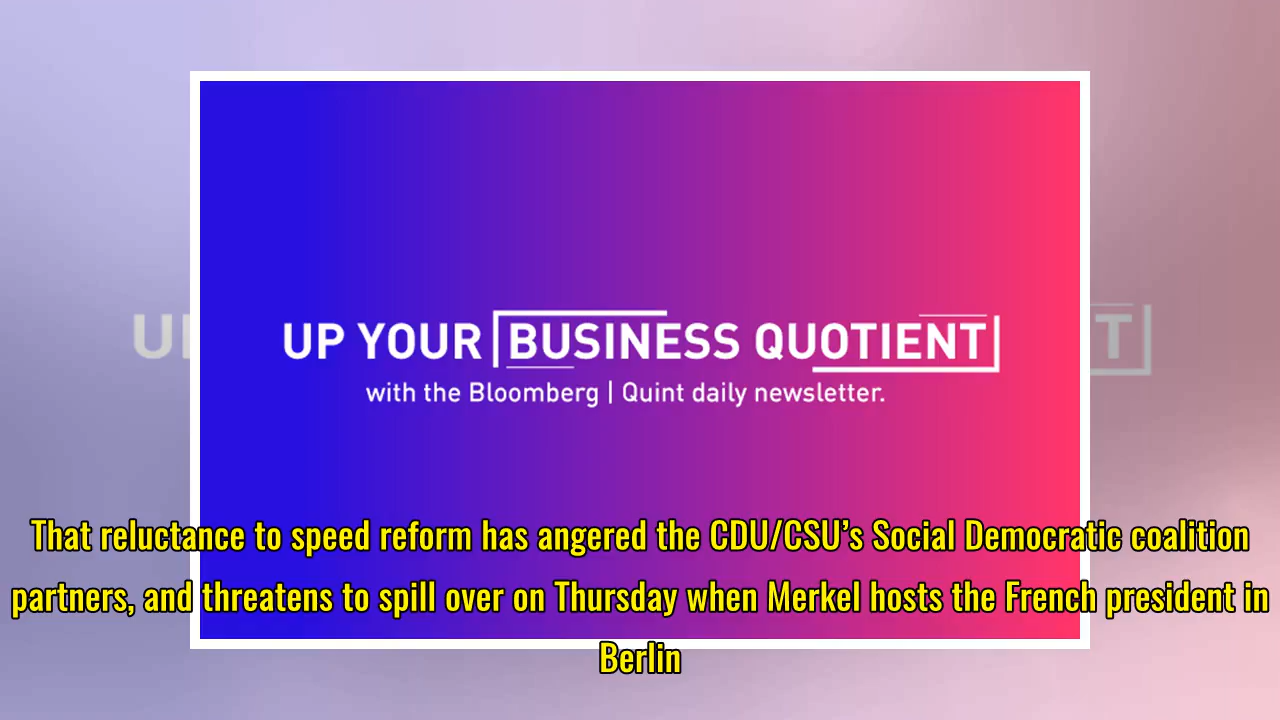 UP YOUR BUSINESS QUOTIENT
with the Bloomberg | Quint daily newsletter.
That reluctance to speed reform has angered the CDU/CSU’s Social Democratic coalition
partners, and threatens to spill over on Thursday when Merkel hosts the French president in
Berlin